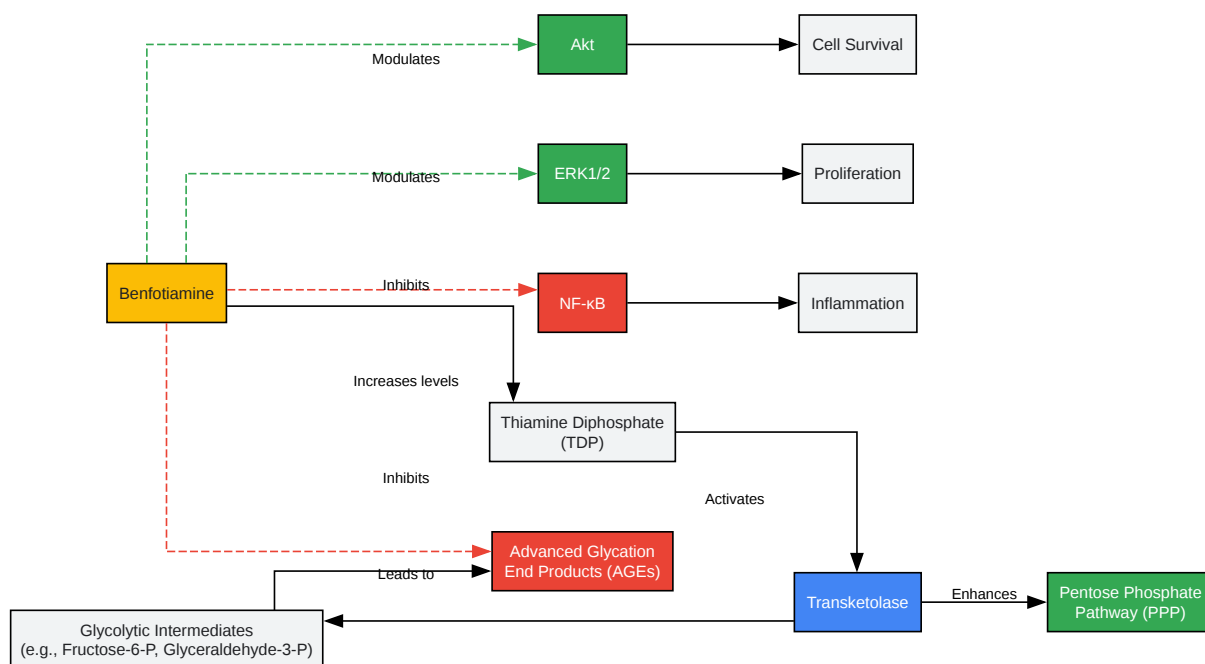 Akt
Cell Survival
Modulates
ERK1/2
Proliferation
Modulates
Benfotiamine
Inhibits
NF-κB
Inflammation
Increases levels
Thiamine Diphosphate
(TDP)
Inhibits
Activates
Advanced Glycation
End Products (AGEs)
Leads to
Transketolase
Enhances
Pentose Phosphate
Pathway (PPP)
Glycolytic Intermediates
(e.g., Fructose-6-P, Glyceraldehyde-3-P)